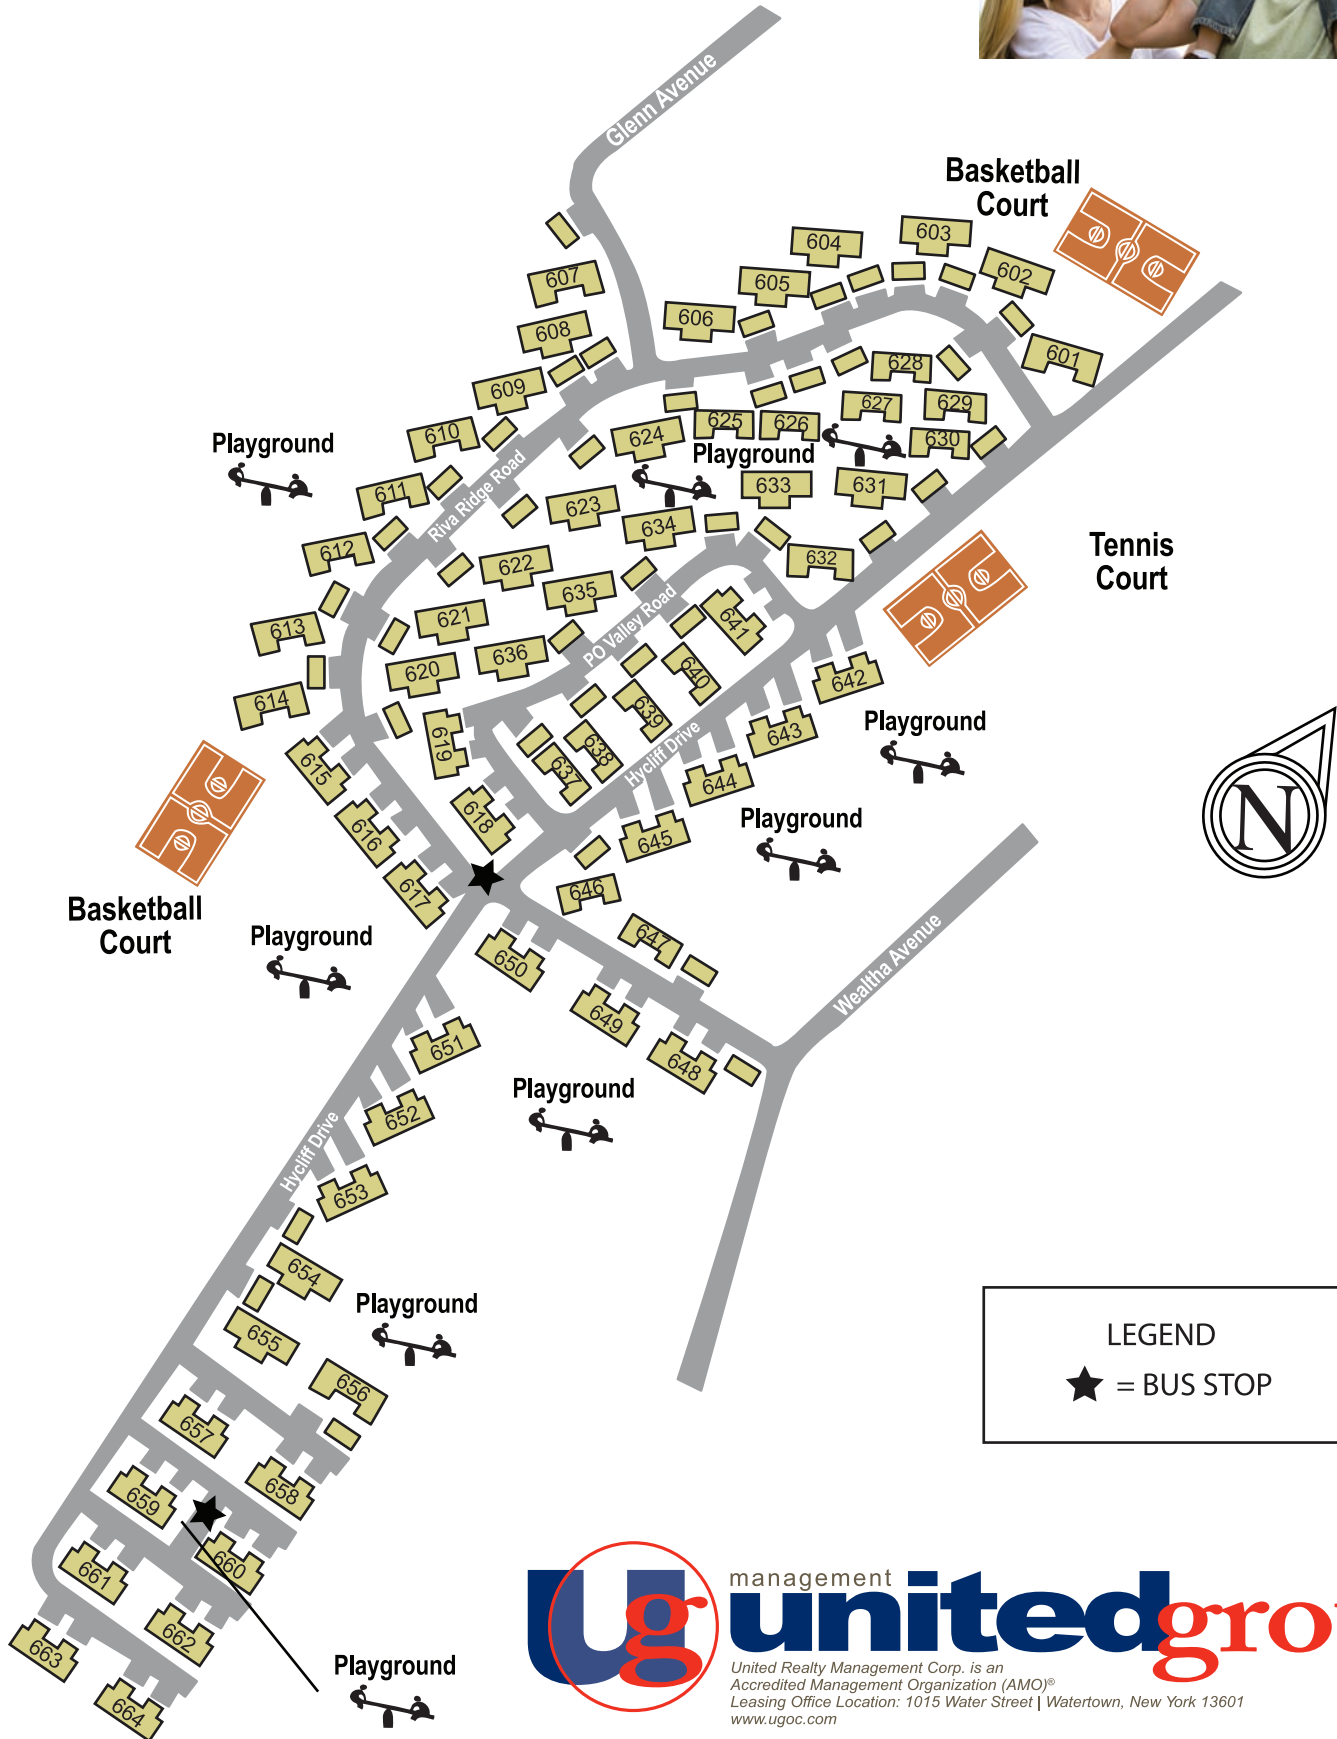 Glenn Avenue
Basketball
Court
603
604
602
605
607
606
608
601
628
609
627
629
625
626
610
624
630
Playground
Playground
633
631
611
Riva Ridge Road
623
634
612
Tennis
Court
632
622
635
621
613
641
PO Valley Road
636
620
640
642
614
639
Playground
619
643
638
Hycliff Drive
615
637
644
618
Playground
616
645
N
617
646
Basketball
Court
Playground
647
650
Wealtha Avenue
649
651
648
Playground
652
Hycliff Drive
653
654
Playground
655
LEGEND
= BUS STOP
656
657
658
659
660
661
662
663
Playground
664
Ug
management
unitedgro
United Realty Management Corp. is an
Accredited Management Organization (AMO)®
Leasing Office Location: 1015 Water Street | Watertown, New York 13601
www.ugoc.com